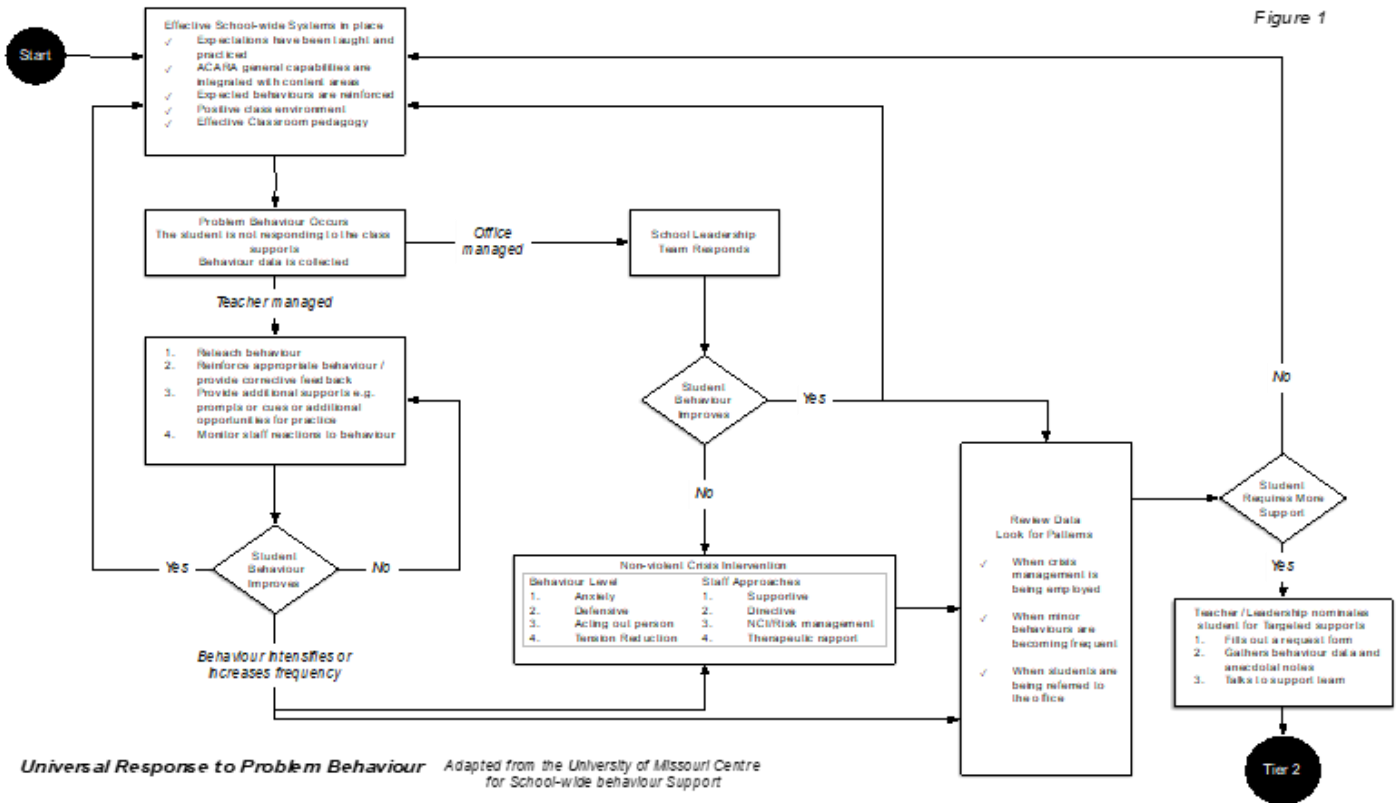 Figure 1
Start
Effective School-wide Systems in place
✓ Expectations have been taught and
practiced
✓ ACARA general capabilities are
integrated with content areas
✓ Expected behaviours are reinforced
✓ Positive class environment
✓ Effective Classroom pedagogy
Problem Behaviour Occurs
The student is not responding to the class
supports
Behaviour data is collected
Office
managed
School Leadership
Team Responds
Teacher managed
1. Reteach behaviour
2. Reinforce appropriate behaviour /
provide corrective feedback
3. Provide additional supports e.g.
prompts or cues or additional
opportunities for practice
4. Monitor staff reactions to behaviour
Student
Behaviour
Improves
Yes
No
Student
Behaviour
Improves
Yes
No
Behaviour intensifies or
increases frequency
Non-violent Crisis Intervention
Behaviour Level
1. Anxiety
2. Defensive
3. Acting out person
4. Tension Reduction
Staff Approaches
1. Supportive
2. Directive
3. NCI/Risk management
4. Therapeutic rapport
Review Data
Look for Patterns
✓ When crisis
management is
being employed
✓ When minor
behaviours are
becoming frequent
✓ When students are
being referred to
the office
No
Student
Requires More
Support
Yes
Teacher / Leadership nominates
student for Targeted supports
1. Fills out a request form
2. Gathers behaviour data and
anecdotal notes
3. Talks to support team
Tier 2
Universal Response to Problem Behaviour
Adapted from the University of Missouri Centre
for School-wide behaviour Support